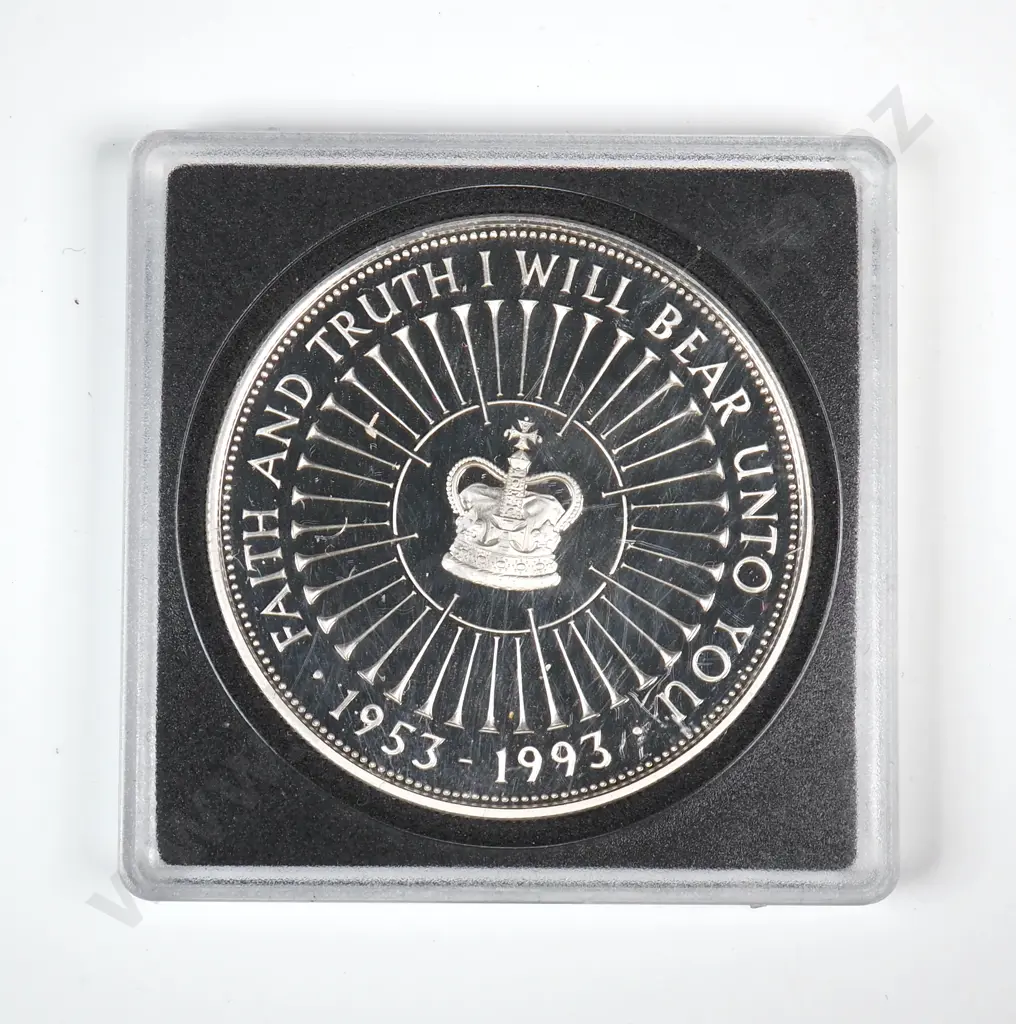 FAITH AND TRUTH I WILL BEAR UNTO YOU
· 1953 - 1993 ·